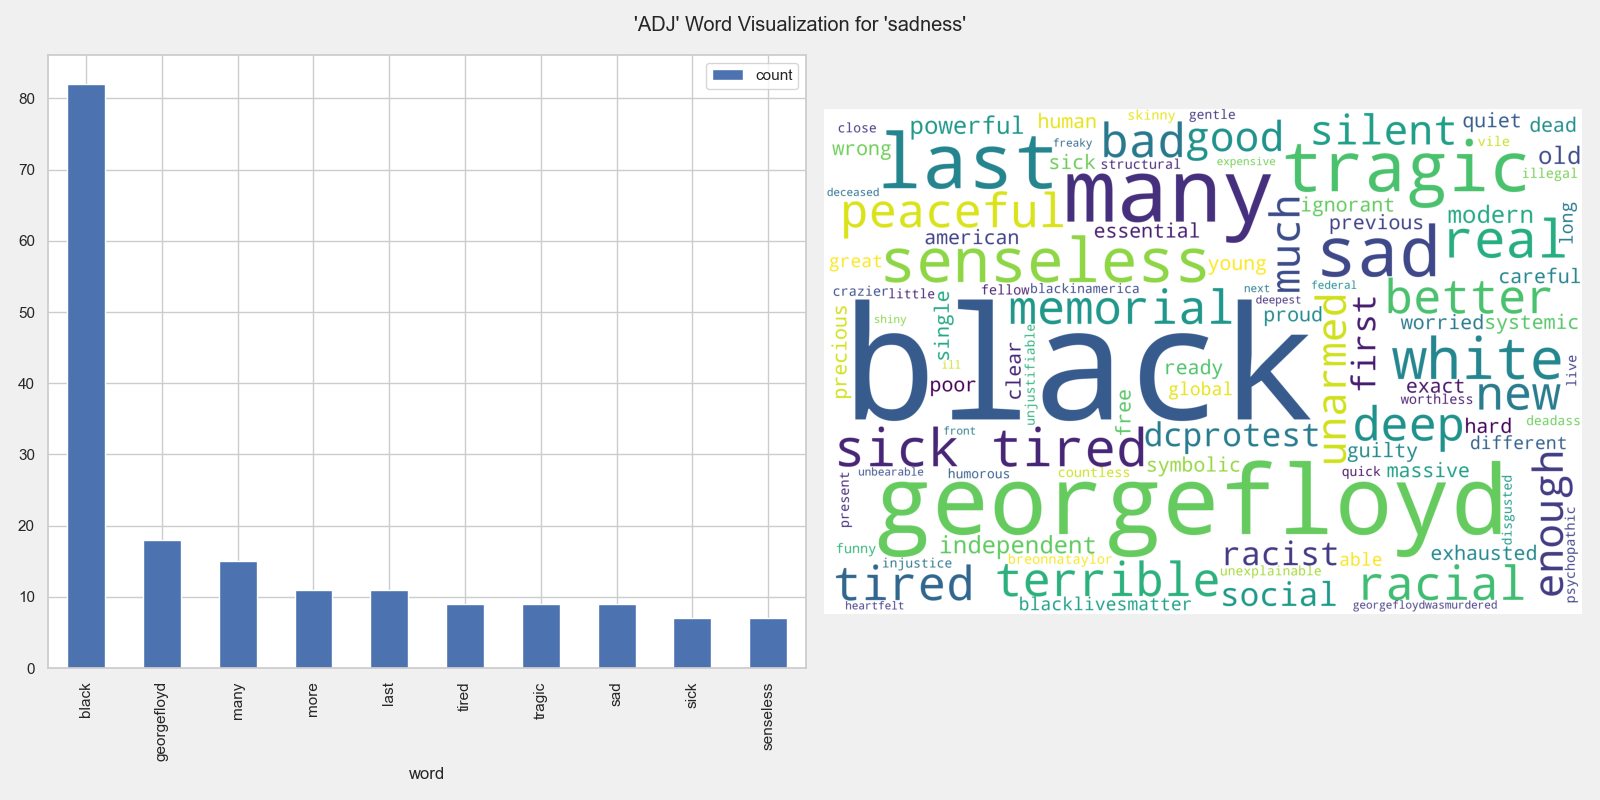 'ADJ' Word Visualization for 'sadness'
count
80
70
60
50
40
30
20
10
0
black
georgefloyd
many
more
last
tired
tragic
sad
sick
senseless
word
close
powerful
human
skinny
gentle
wrong
last
freaky
bad
good
silent
quiet
dead
vile
sick
structural
expensive
tragic
old
illegal
deceased
peaceful
many
much
ignorant
previous
modern
long
american
essential
sad
real
great
senseless
young
careful
crazier
little
fellow
blackinamerica
next
deepest
federal
better
precious
shiny
single
memorial
proud
unarmed
first
worried
systemic
black
lll
poor
clear
unjustifiable
ready
global
free
white
live
exact
worthless
new
sick tired
front
dcprotest
deep
hard
deadass
guilty
different
unbearable
humorous
countless
symbolic
quick
massive
enough
present
georgefloyd
disgusted
psychopathic
funny
independent
injustice
breonnataylor
racist
able
exhausted
tired
terrible
unexplainable
social
racial
heartfelt
blacklivesmatter
georgefloydwasmurdered